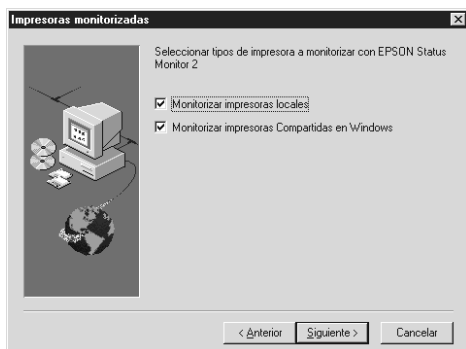 Impresoras monitorizadas
Seleccionar tipos de impresora a monitorizar con EPSON Status
Monitor 2
Monitorizar impresoras locales
Monitorizar impresoras Compartidas en Windows
< Anterior
Siguiente >
Cancelar